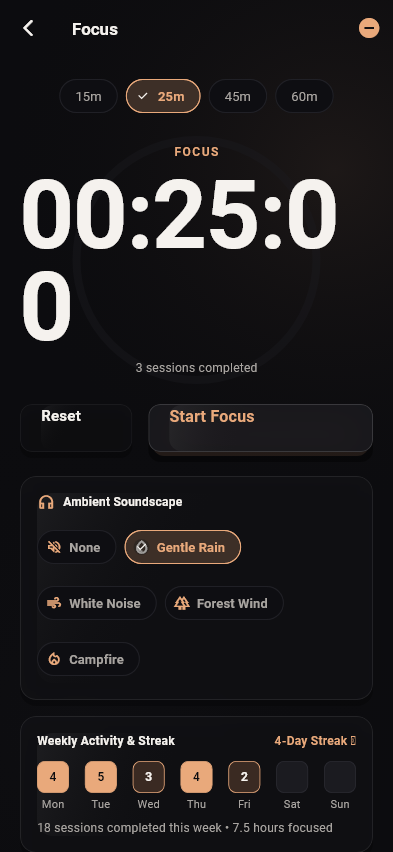 Focus
15m 25m 45m 60m
FOCUS
00:25:0
0
3 sessions completed
Reset Start Focus
Ambient Soundscape
None Gentle Rain
White Noise Forest Wind
Campfire
Weekly Activity & Streak 4-Day Streak
4 5 3 4 2
Mon Tue Wed Thu Fri Sat Sun
18 sessions completed this week • 7.5 hours focused